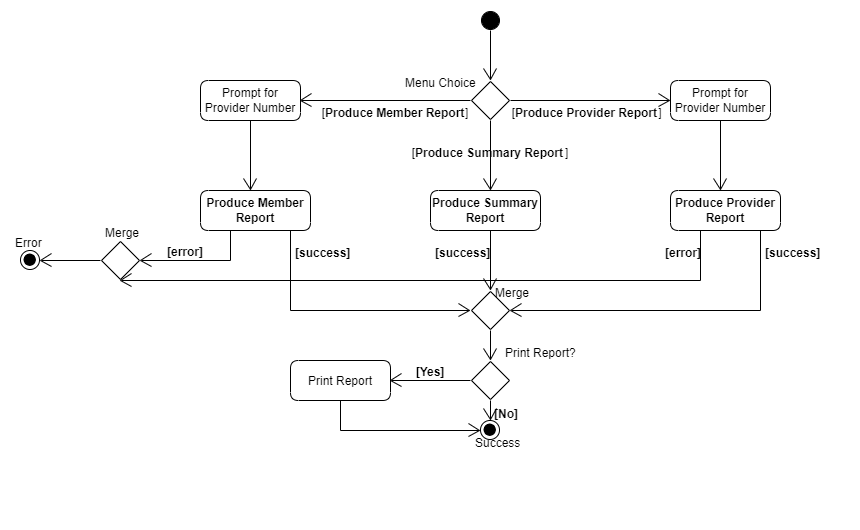 Menu Choice
Prompt for
Provider Number
Prompt for
Provider Number
[Produce Member Report]
[Produce Provider Report]
[Produce Summary Report]
Produce Member
Report
Produce Summary
Report
Produce Provider
Report
Error
Merge
[error]
[success]
[success]
[error]
[success]
Merge
Print Report?
Print Report
[Yes]
[No]
Success